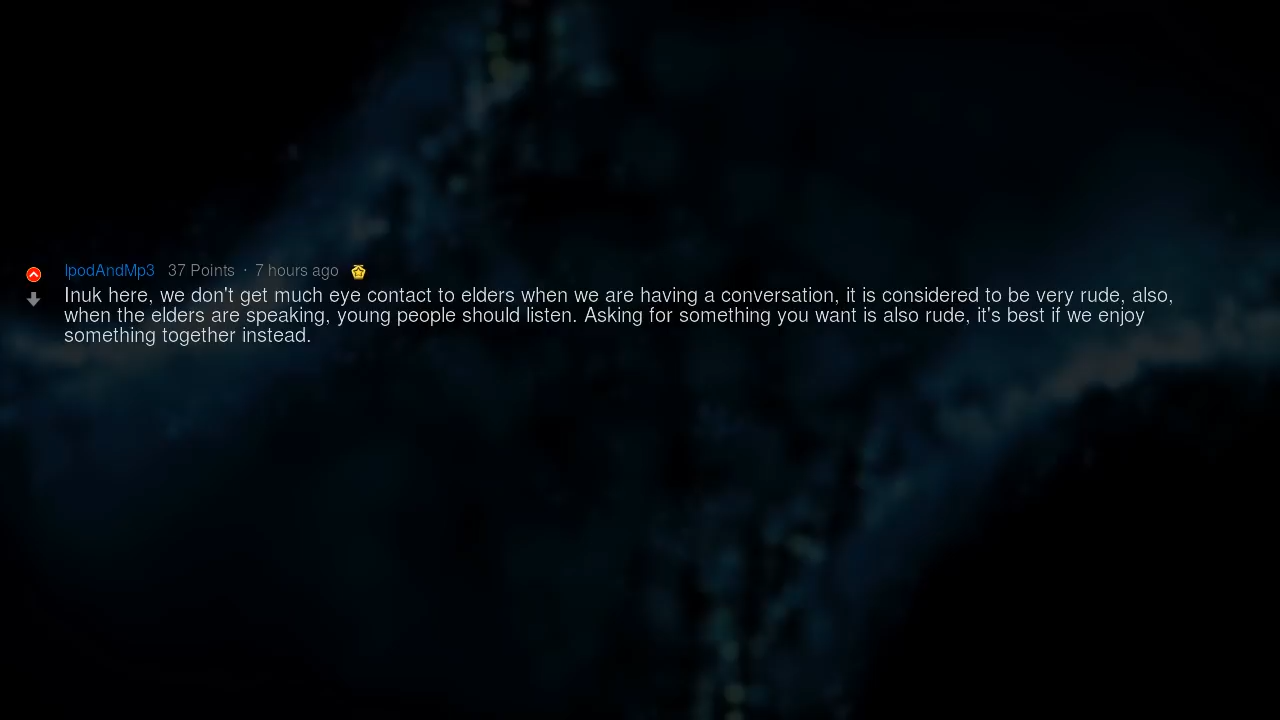 IpodAndMp3 37 Points · 7 hours ago
Inuk here, we don't get much eye contact to elders when we are having a conversation, it is considered to be very rude, also,
when the elders are speaking, young people should listen. Asking for something you want is also rude, it's best if we enjoy
something together instead.